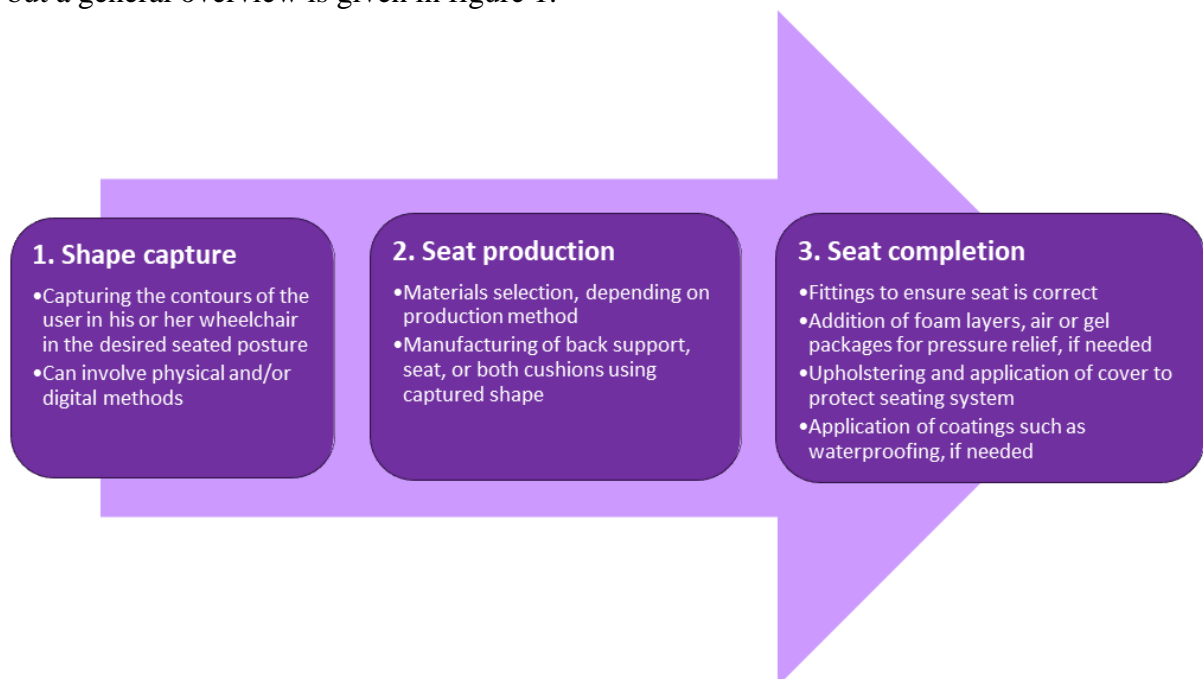 but a general overview is given in figure 1.
1. Shape capture
•Capturing the contours of the
user in his or her wheelchair
in the desired seated posture
•Can involve physical and/or
digital methods
2. Seat production
•Materials selection, depending on
production method
•Manufacturing of back support,
seat, or both cushions using
captured shape
3. Seat completion
•Fittings to ensure seat is correct
•Addition of foam layers, air or gel
packages for pressure relief, if needed
•Upholstering and application of cover to
protect seating system
•Application of coatings such as
waterproofing, if needed